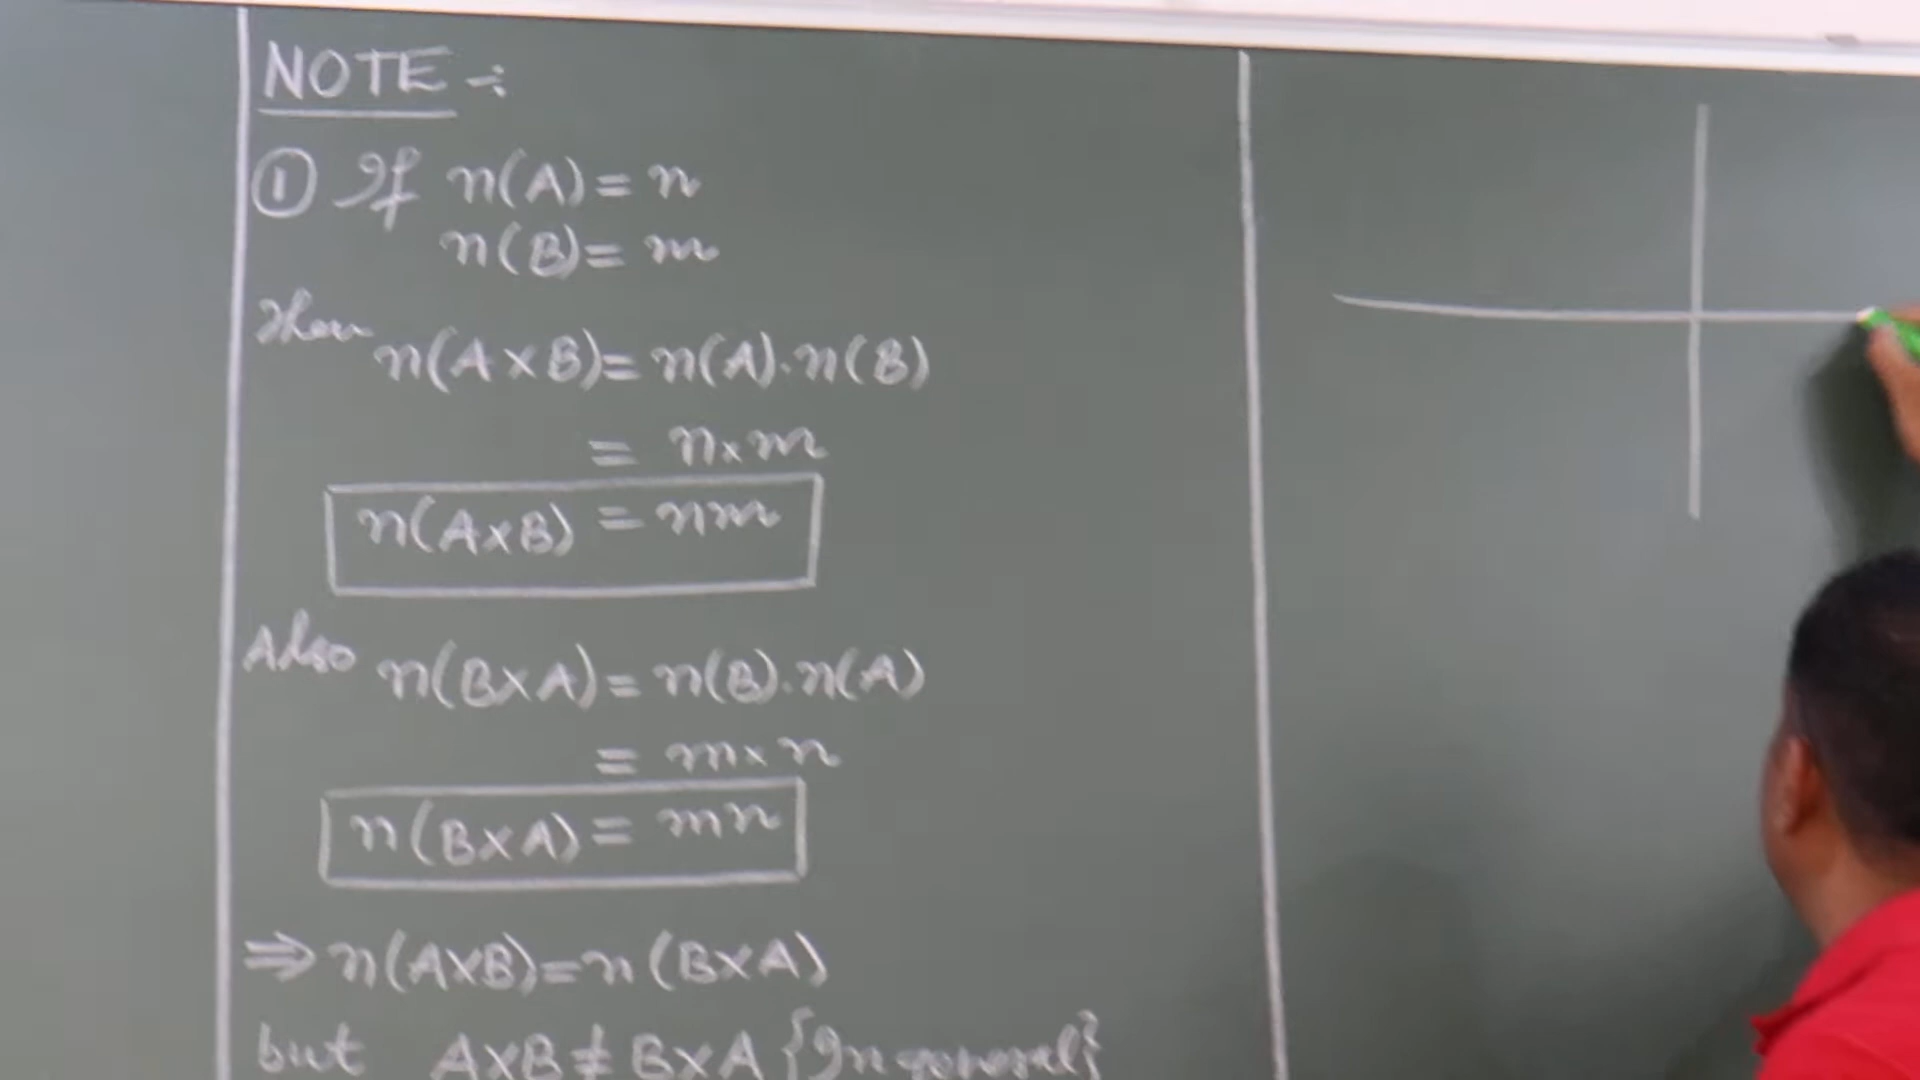 NOTE :-
① If n(A) = n
n(B) = m
then n(A×B) = n(A).n(B)
= n×m
n(A×B) = nm
Also n(B×A) = n(B).n(A)
= m×n
n(B×A) = mn
⇒ n(A×B) = n(B×A)
but A×B ≠ B×A {In general}